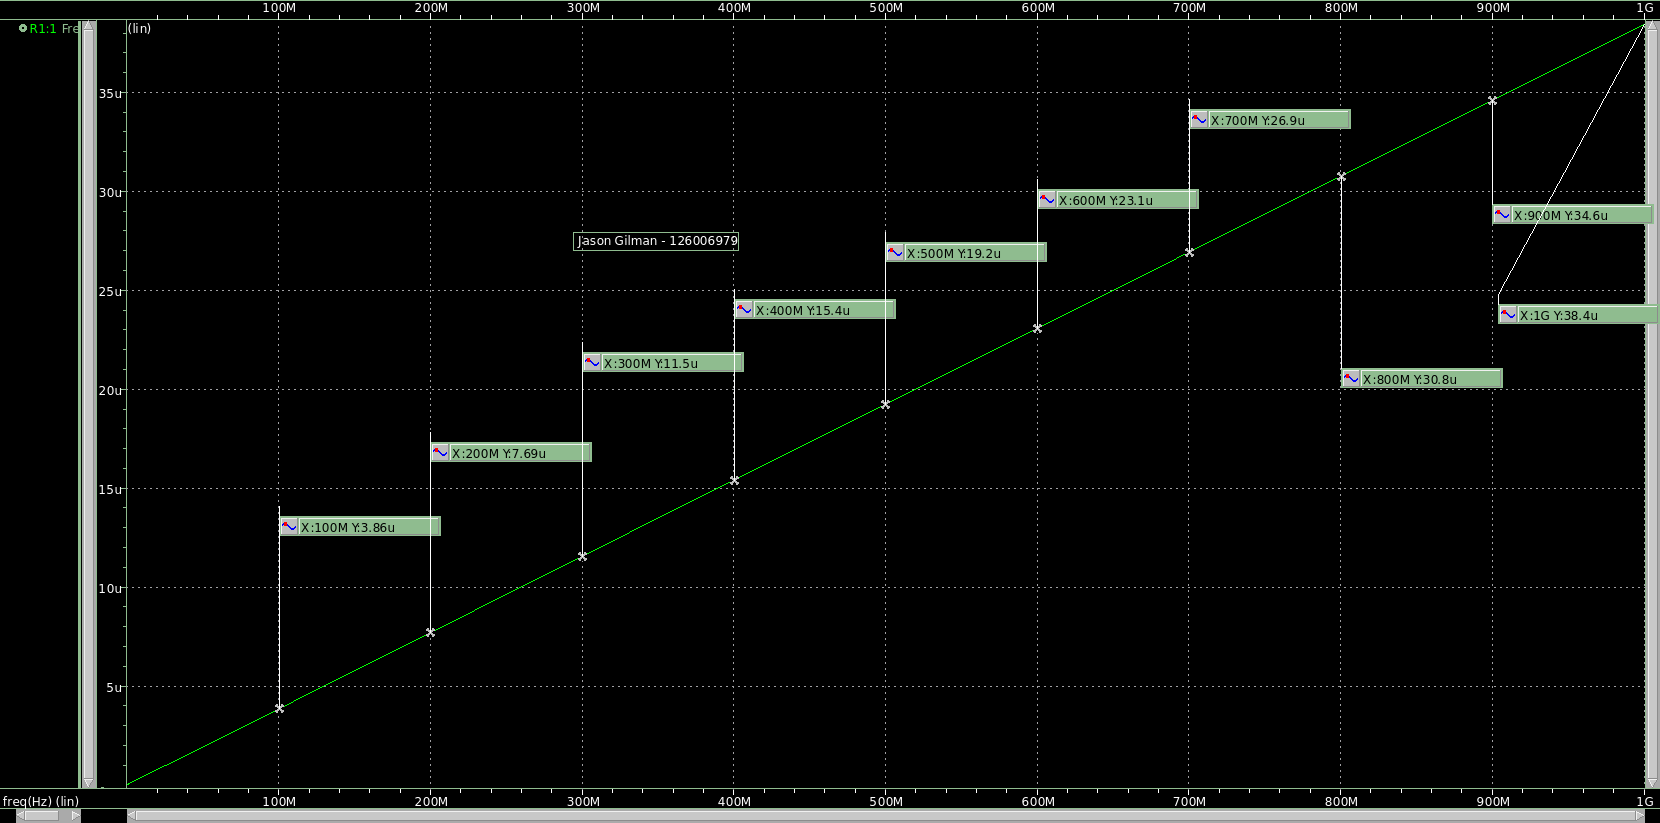 100M 200M 300M 400M 500M 600M 700M 800M 900M 1G
R1:1 Fre
(lin)
35u
X:700M Y:26.9u
30u
X:600M Y:23.1u
X:900M Y:34.6u
Jason Gilman - 126006979
X:500M Y:19.2u
25u
X:400M Y:15.4u
X:1G Y:38.4u
X:300M Y:11.5u
X:800M Y:30.8u
20u
X:200M Y:7.69u
15u
X:100M Y:3.86u
10u
5u
freq(Hz) (lin) 100M 200M 300M 400M 500M 600M 700M 800M 900M 1G